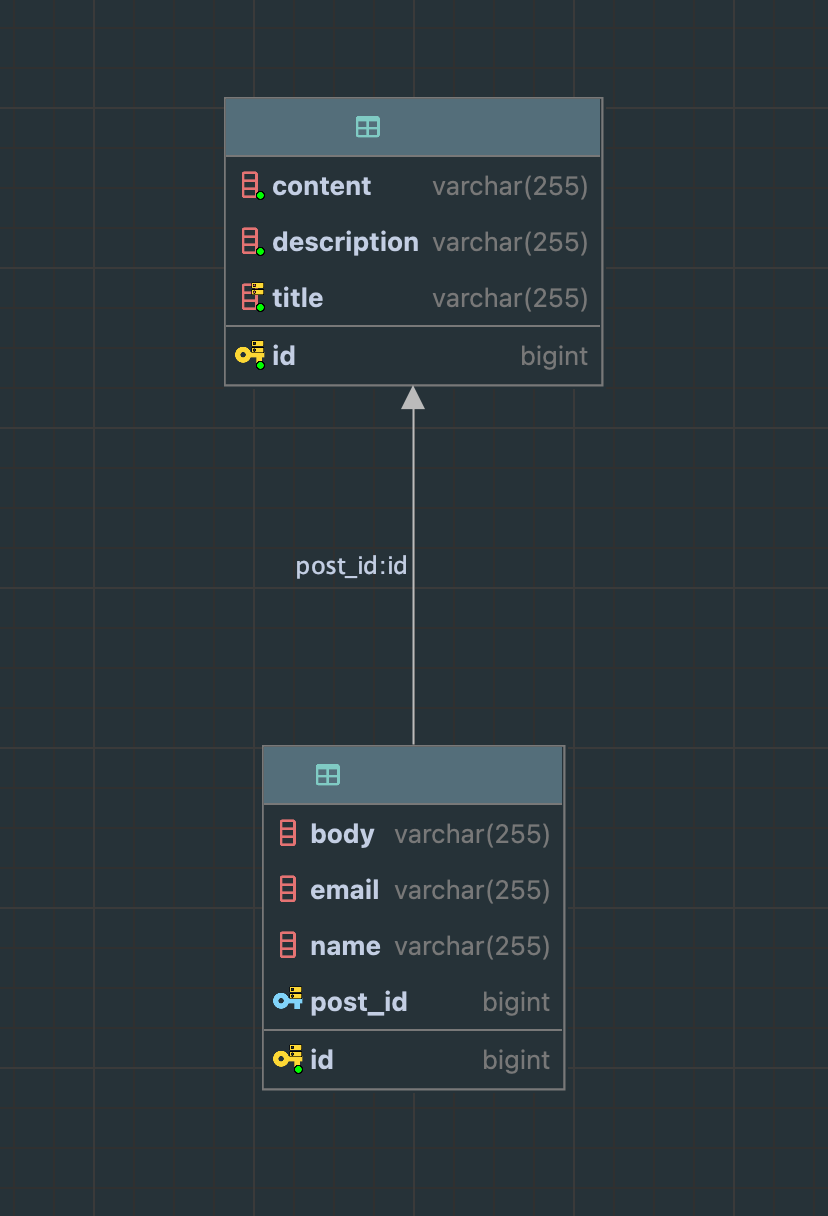 content varchar(255)
description varchar(255)
title varchar(255)
id bigint
post_id:id
body varchar(255)
email varchar(255)
name varchar(255)
post_id bigint
id bigint